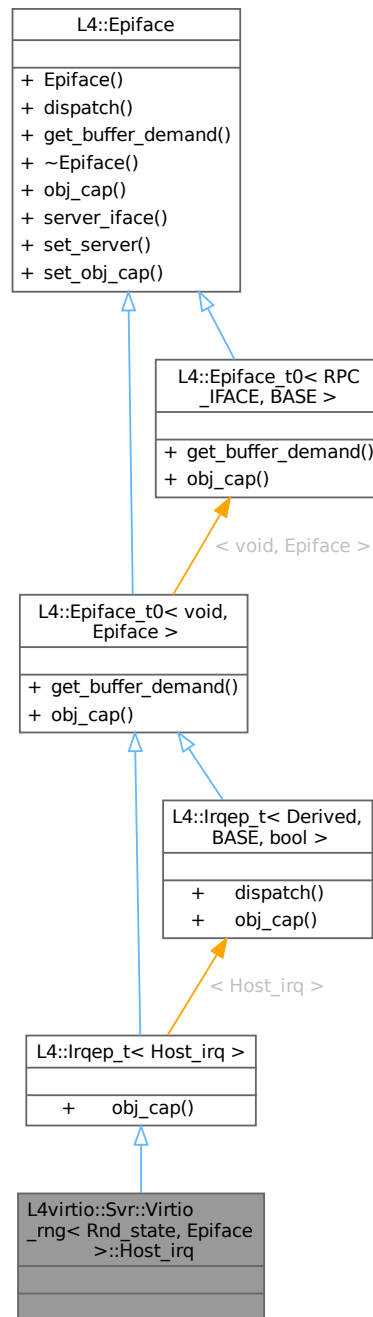 L4::Epiface
+ Epiface()
+ dispatch()
+ get_buffer_demand()
+ ~Epiface()
+ obj_cap()
+ server_iface()
+ set_server()
+ set_obj_cap()
L4::Epiface_t0< RPC
_IFACE, BASE >
+ get_buffer_demand()
+ obj_cap()
< void, Epiface >
L4::Epiface_t0< void,
Epiface >
+ get_buffer_demand()
+ obj_cap()
L4::Irqep_t< Derived,
BASE, bool >
+ dispatch()
+ obj_cap()
< Host_irq >
L4::Irqep_t< Host_irq >
+ obj_cap()
L4virtio::Svr::Virtio
_rng< Rnd_state, Epiface
>::Host_irq